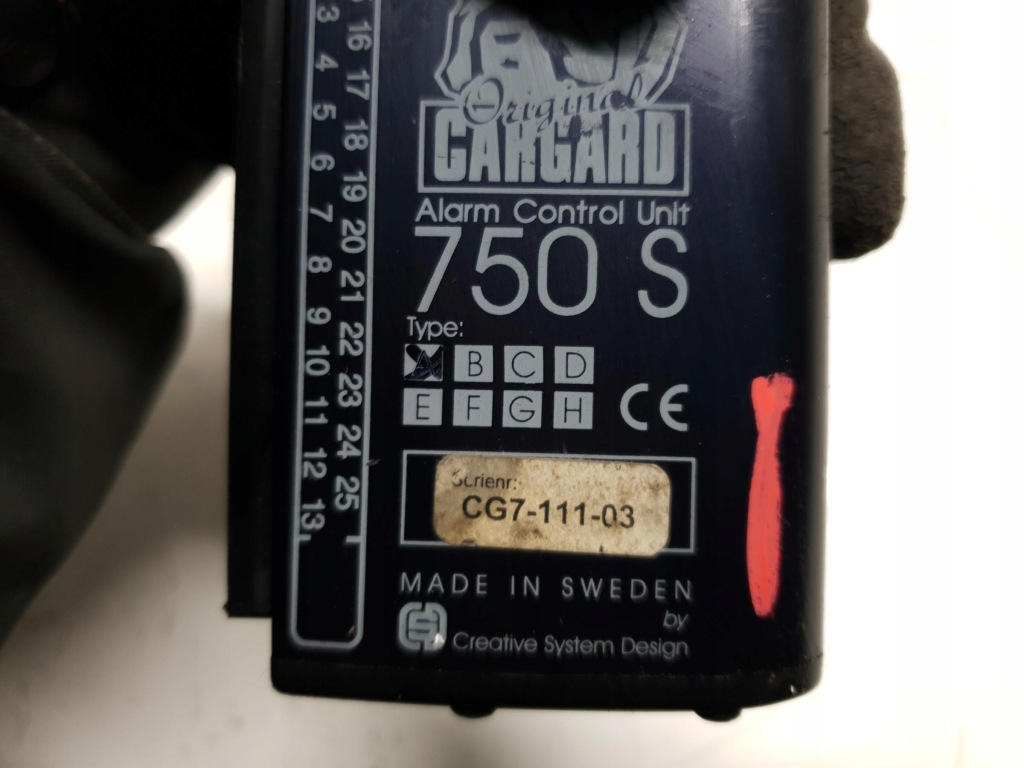 Original
CARGARD
Alarm Control Unit
750 S
Type:
A B C D
E F G H
CE
Serienr:
CG7-111-03
MADE IN SWEDEN
by
Creative System Design
3 4 5 6 7 8 9 10 11 12 13
16 17 18 19 20 21 22 23 24 25